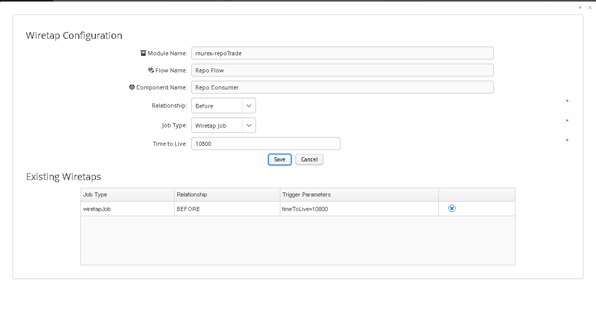 Wiretap Configuration
Module Name: murex-repoTrade
Flow Name: Repo Flow
Component Name: Repo Consumer
Relationship: Before *
Job Type: Wiretap Job *
Time to Live: 10800 *
Save Cancel
Existing Wiretaps
Job Type Relationship Trigger Parameters
wiretapJob BEFORE timeToLive=10800